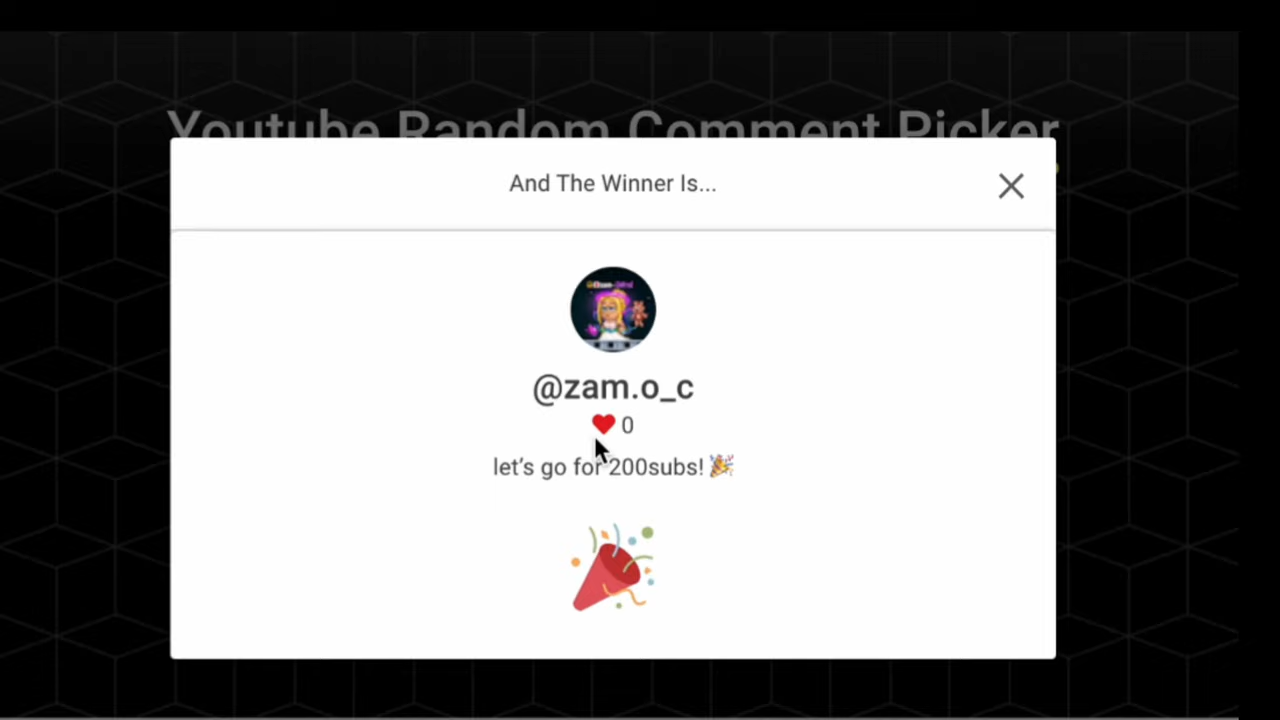 Youtube Random Comment Picker
And The Winner Is...
@zam.o_c
❤️ 0
let's go for 200subs! 🎉